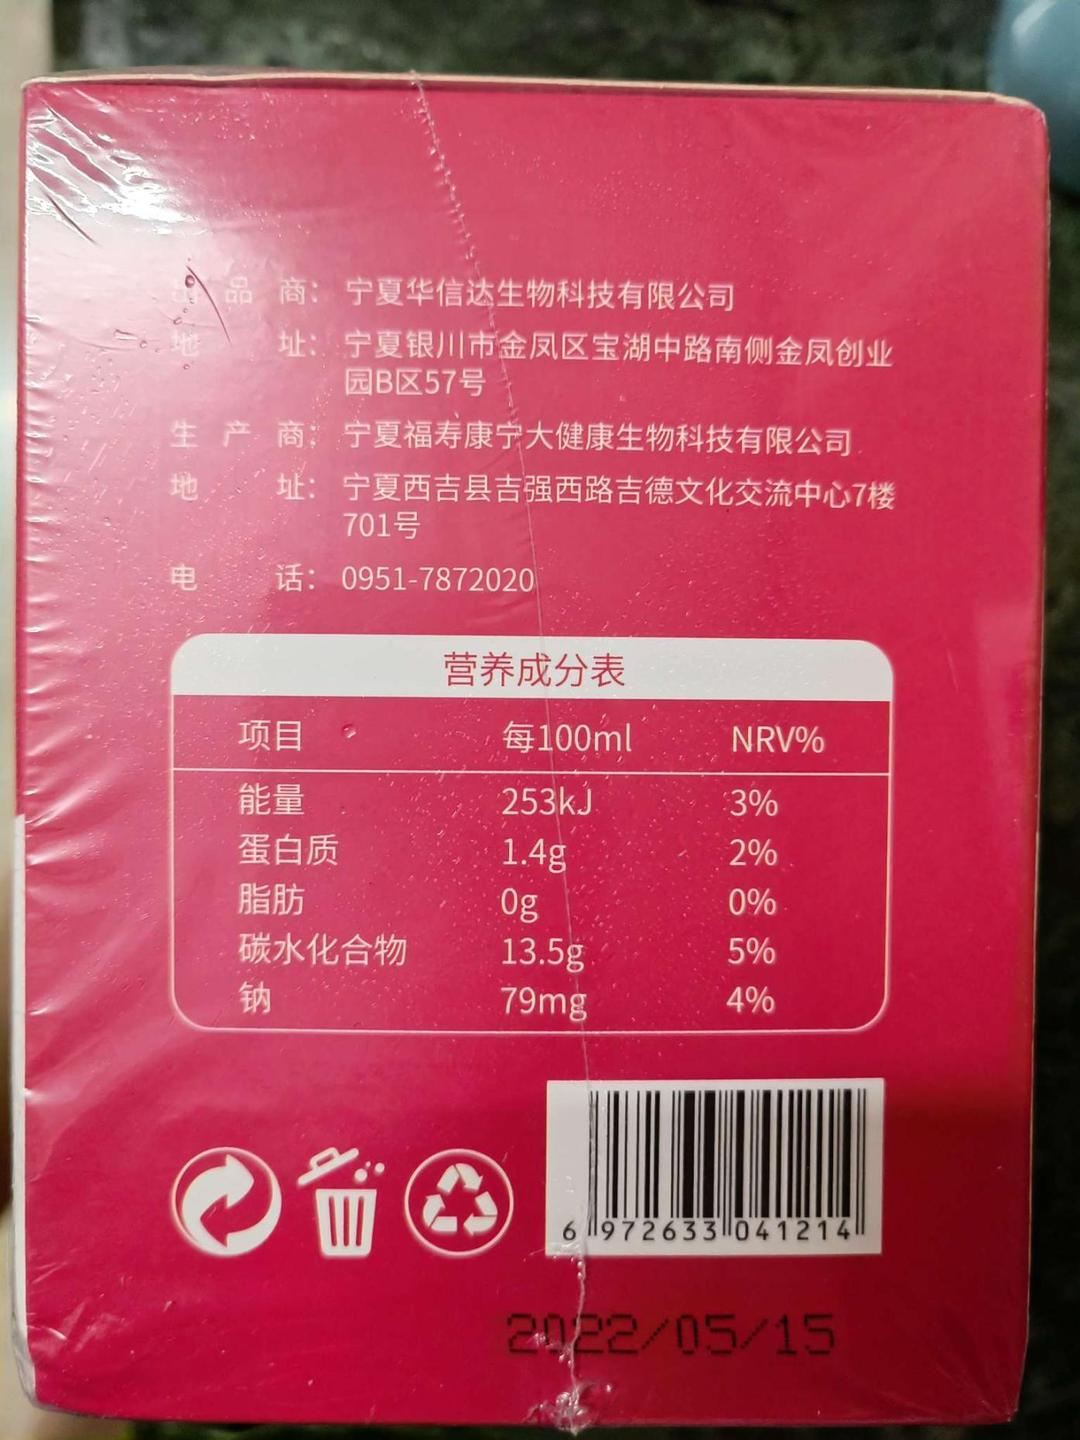 出品商：宁夏华信达生物科技有限公司
地址：宁夏银川市金凤区宝湖中路南侧金凤创业
园B区57号
生产商：宁夏福寿康宁大健康生物科技有限公司
地址：宁夏西吉县吉强西路吉德文化交流中心7楼
701号
电话：0951-7872020
营养成分表
项目 每100ml NRV%
能量 253kJ 3%
蛋白质 1.4g 2%
脂肪 0g 0%
碳水化合物 13.5g 5%
钠 79mg 4%
6 972633 041214
2022/05/15